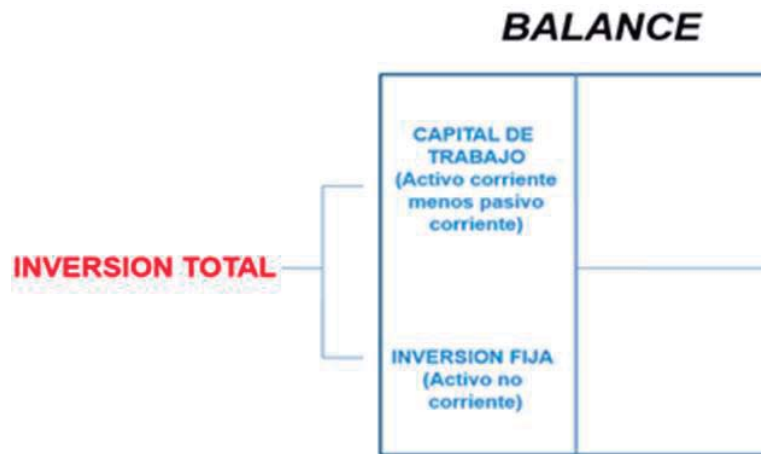 BALANCE
CAPITAL DE
TRABAJO
(Activo corriente
menos pasivo
corriente)
INVERSION TOTAL
INVERSION FIJA
(Activo no
corriente)